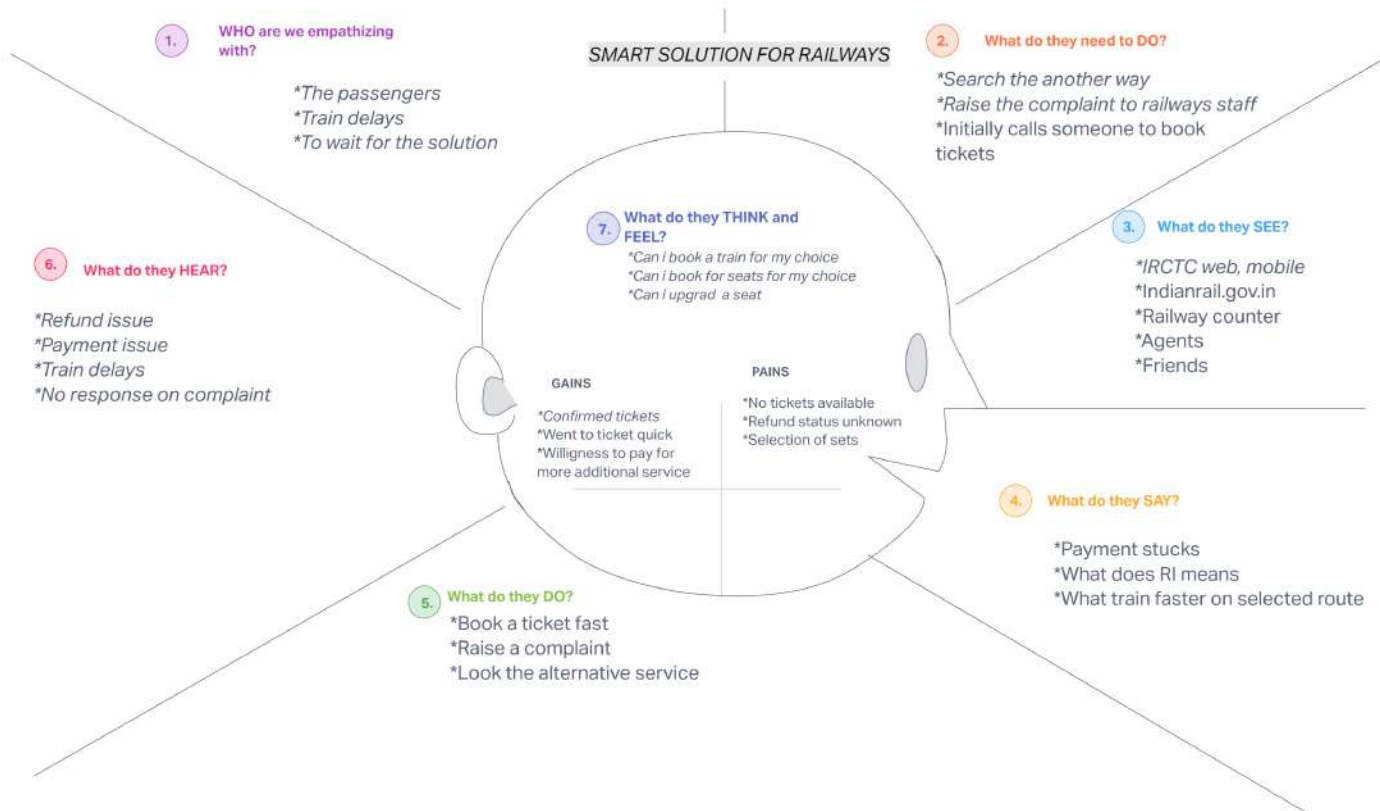 SMART SOLUTION FOR RAILWAYS
1.
WHO are we empathizing
with?
*The passengers
*Train delays
*To wait for the solution
2.
What do they need to DO?
*Search the another way
*Raise the complaint to railways staff
*Initially calls someone to book
tickets
3.
What do they SEE?
*IRCTC web, mobile
*Indianrail.gov.in
*Railway counter
*Agents
*Friends
4.
What do they SAY?
*Payment stucks
*What does RI means
*What train faster on selected route
5.
What do they DO?
*Book a ticket fast
*Raise a complaint
*Look the alternative service
6.
What do they HEAR?
*Refund issue
*Payment issue
*Train delays
*No response on complaint
7.
What do they THINK and
FEEL?
*Can i book a train for my choice
*Can i book for seats for my choice
*Can i upgrad a seat
GAINS
*Confirmed tickets
*Went to ticket quick
*Willigness to pay for
more additional service
PAINS
*No tickets available
*Refund status unknown
*Selection of sets